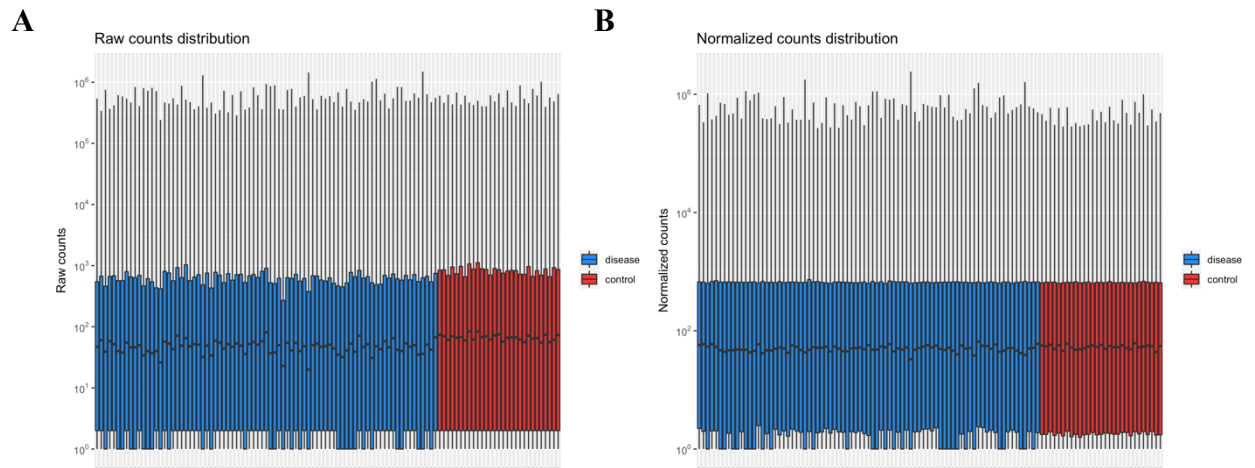 A
Raw counts distribution
10⁶
10⁵
10⁴
10³
10²
10¹
10⁰
Raw counts
disease
control
B
Normalized counts distribution
10⁶
10⁴
10²
10⁰
Normalized counts
disease
control